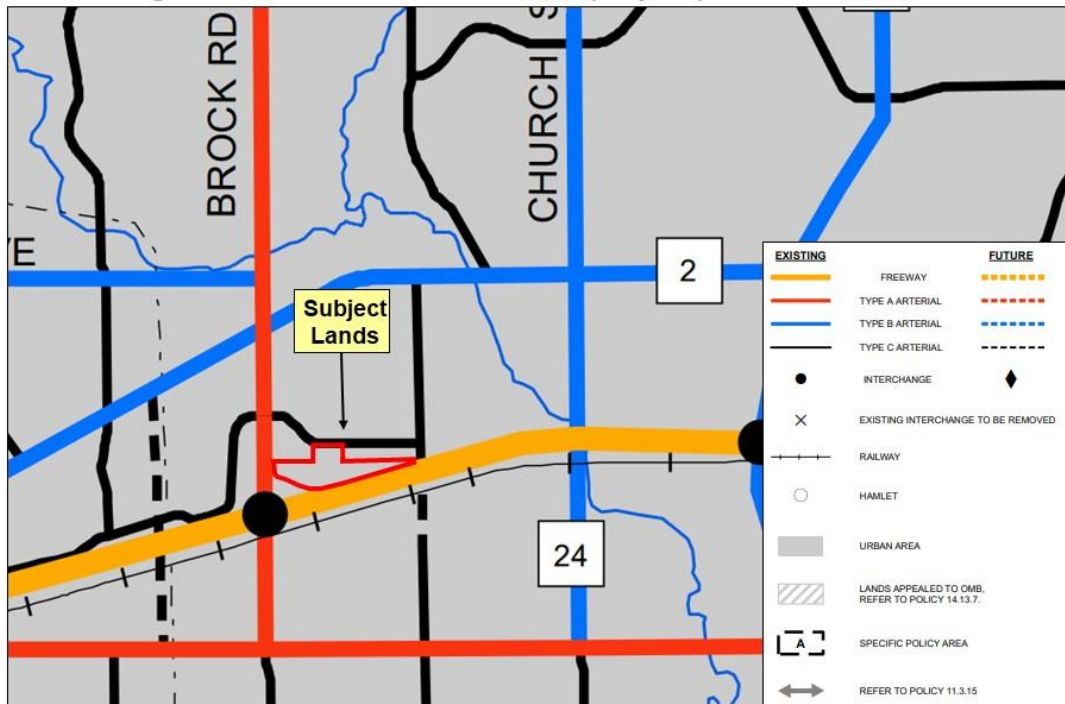 BROCK RD
CHURCH S
VE
2
Subject
Lands
24
EXISTING
FUTURE
FREEWAY
TYPE A ARTERIAL
TYPE B ARTERIAL
TYPE C ARTERIAL
INTERCHANGE
EXISTING INTERCHANGE TO BE REMOVED
RAILWAY
HAMLET
URBAN AREA
LANDS APPEALED TO OMB,
REFER TO POLICY 14.13.7.
A
SPECIFIC POLICY AREA
REFER TO POLICY 11.3.15